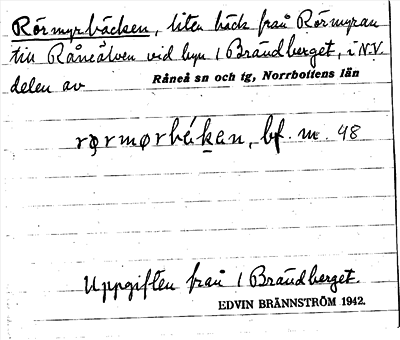 Rörmyrbäcken, liten bäck från Rörmyran
till Råneälven vid byn 1 Brändberget, i N.V.
delen av Råneå sn och tg, Norrbottens län
rørmørbéken, bf. m. 48
Uppgiften från 1 Brändberget.
EDVIN BRÄNNSTRÖM 1942.